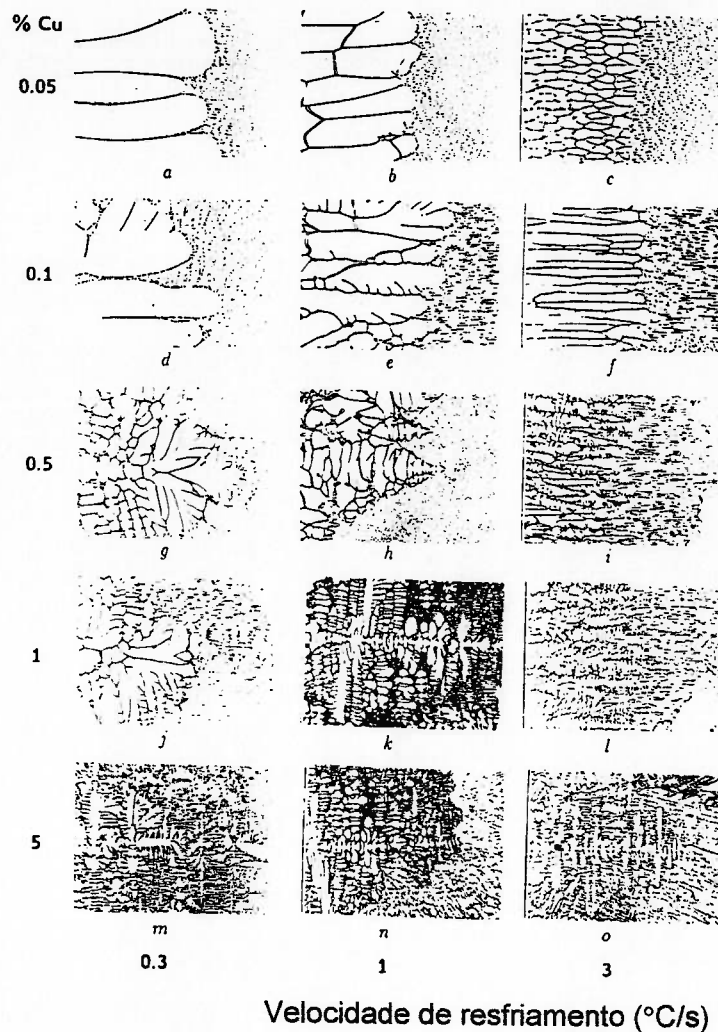 % Cu
0.05
a b c
0.1
d e f
0.5
g h i
1
j k l
5
m n o
0.3 1 3
Velocidade de resfriamento (°C/s)